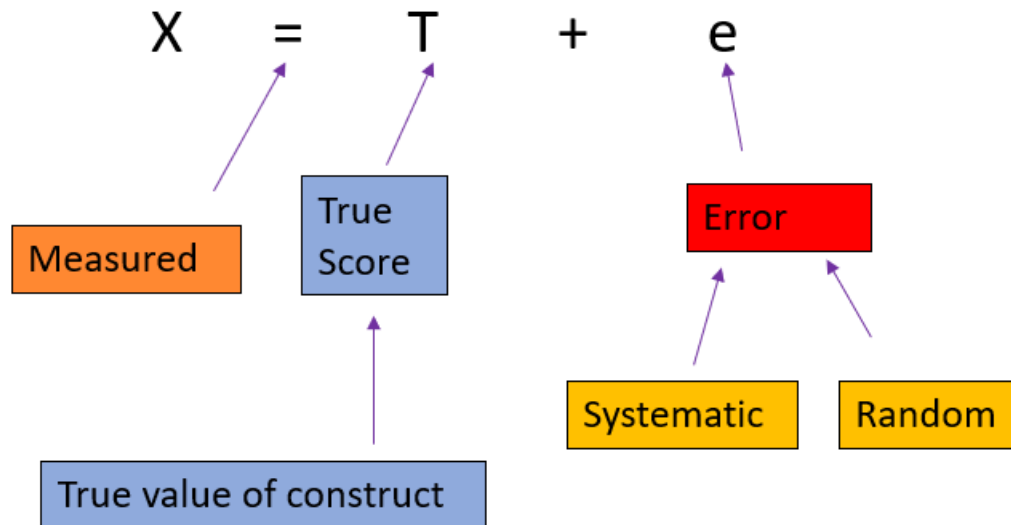 X = T + e
True
Score
Error
Measured
Systematic
Random
True value of construct